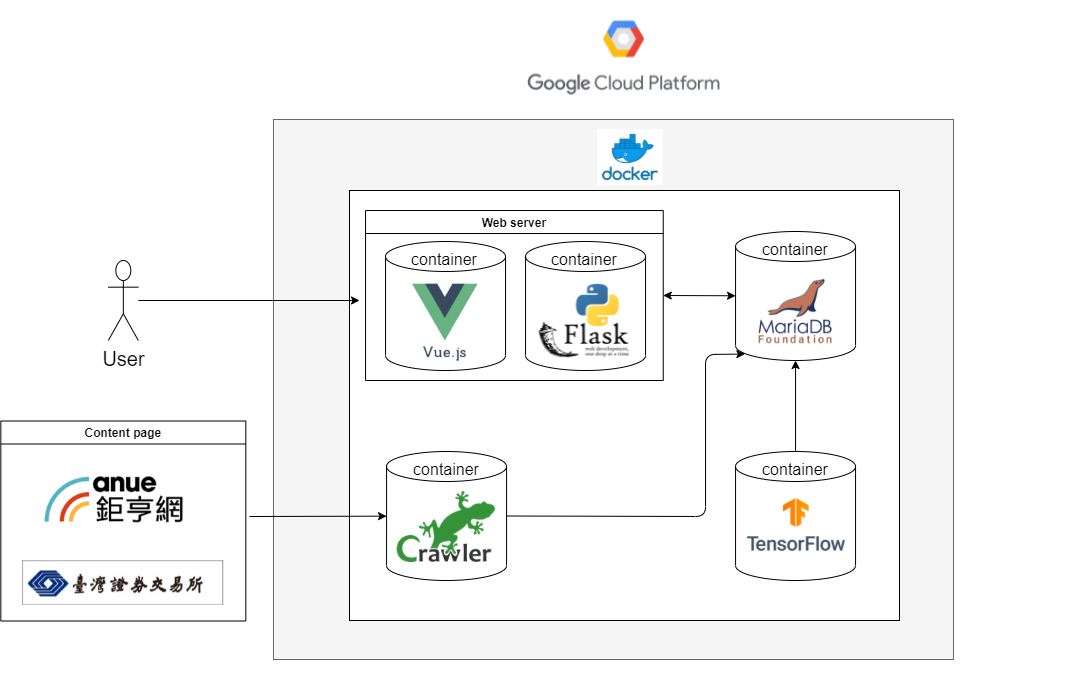 Google Cloud Platform
docker
Web server
container
container
container
Vue.js
Flask
web development,
one drop at a time
MariaDB
Foundation
User
Content page
anue
鉅亨網
臺灣證券交易所
container
Crawler
container
TensorFlow